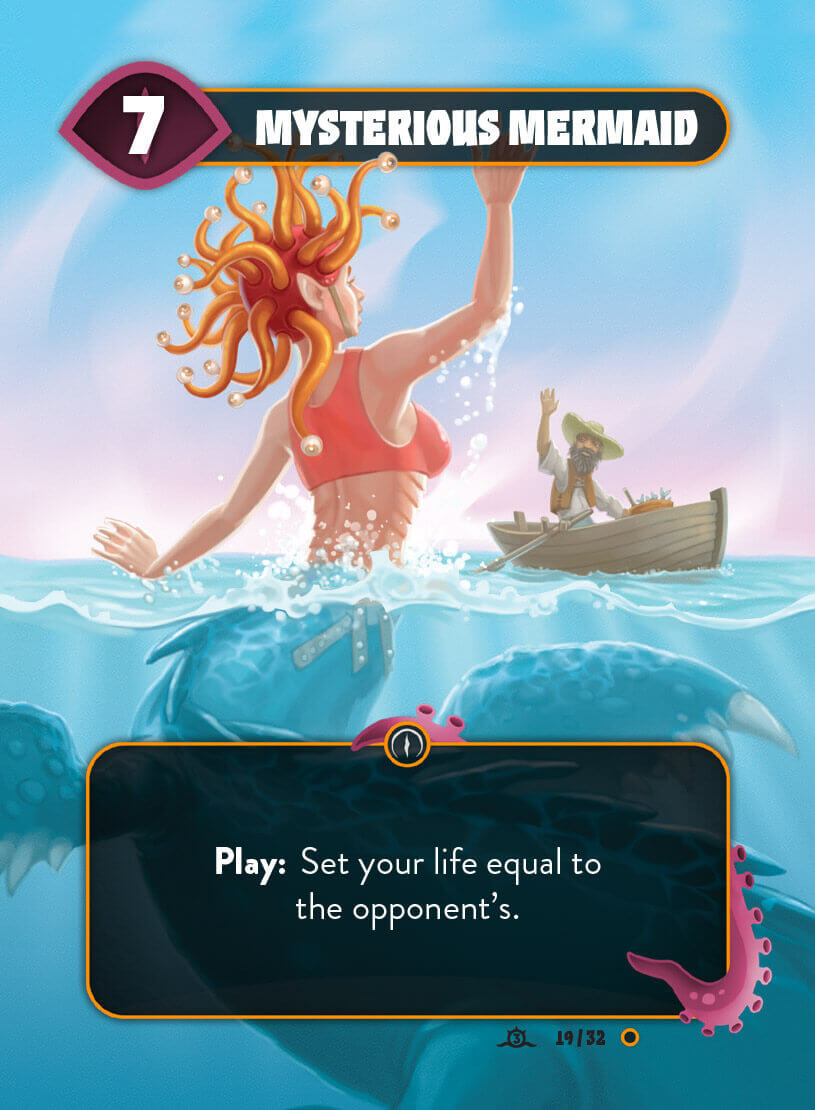 7
MYSTERIOUS MERMAID
Play: Set your life equal to
the opponent's.
3 19/32